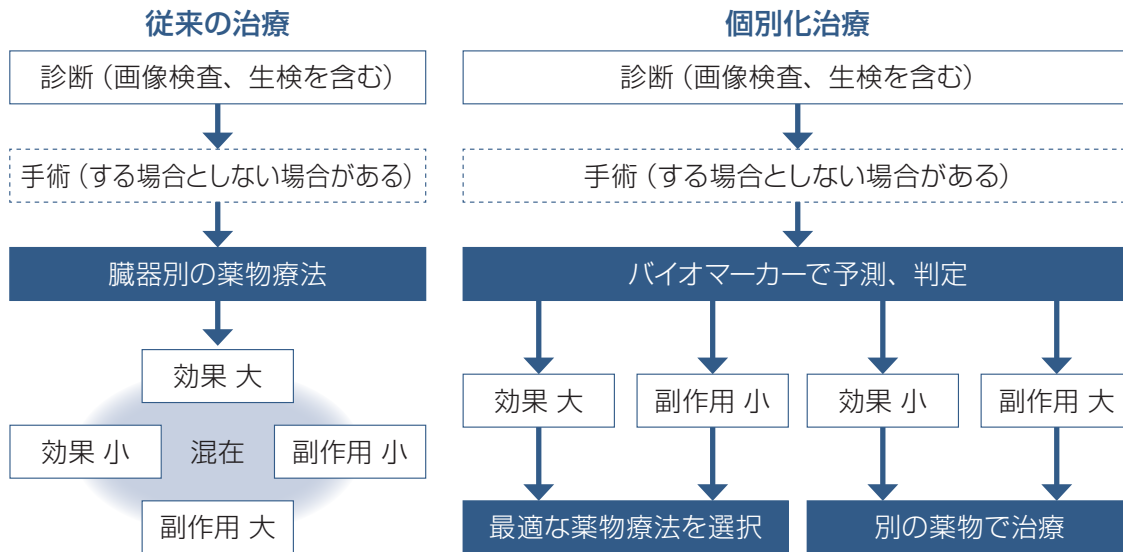 従来の治療
診断（画像検査、生検を含む）
手術（する場合としない場合がある）
臓器別の薬物療法
効果 大
効果 小
混在
副作用 小
副作用 大
個別化治療
診断（画像検査、生検を含む）
手術（する場合としない場合がある）
バイオマーカーで予測、判定
効果 大
副作用 小
効果 小
副作用 大
最適な薬物療法を選択
別の薬物で治療